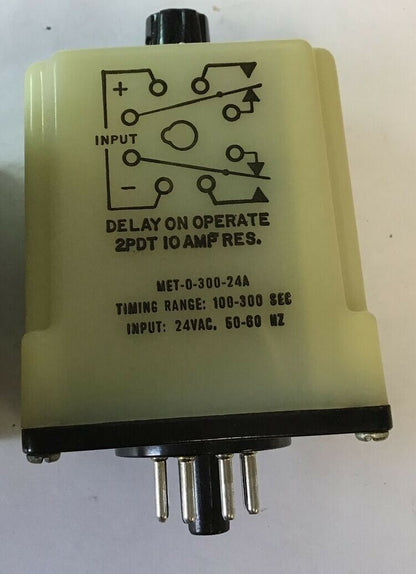 +
INPUT
-
DELAY ON OPERATE
2PDT 10 AMP RES.
MET-0-300-24A
TIMING RANGE: 100-300 SEC
INPUT: 24VAC, 50-60 HZ